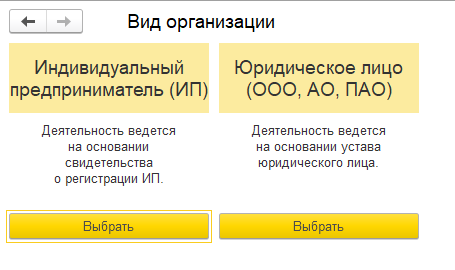 Вид организации
Индивидуальный
предприниматель (ИП)
Деятельность ведется
на основании
свидетельства
о регистрации ИП.
Выбрать
Юридическое лицо
(ООО, АО, ПАО)
Деятельность ведется
на основании устава
юридического лица.
Выбрать